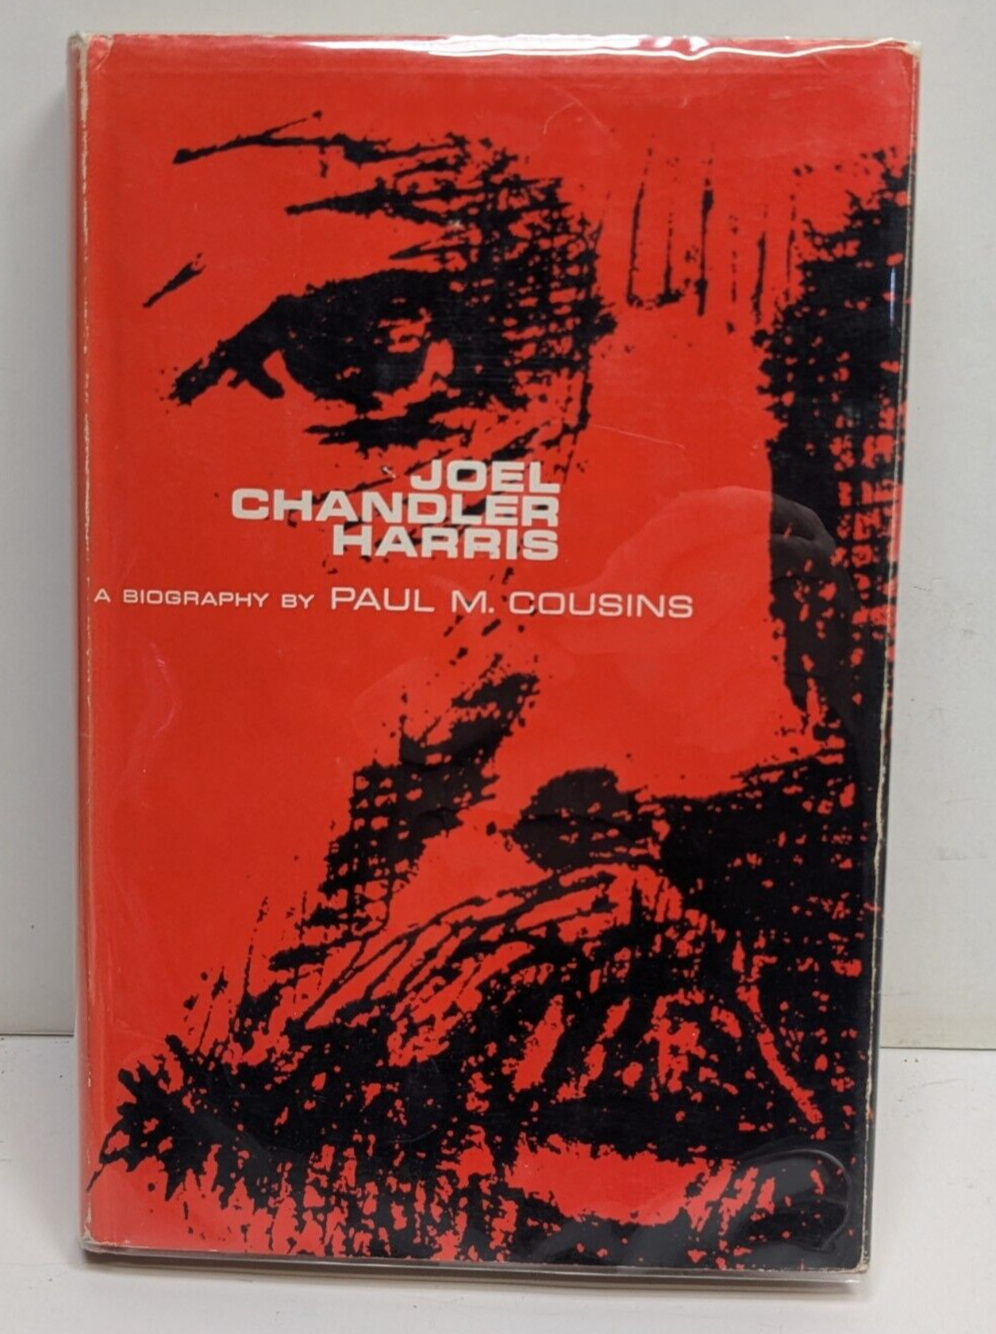 JOEL
CHANDLER
HARRIS
A BIOGRAPHY BY PAUL M. COUSINS